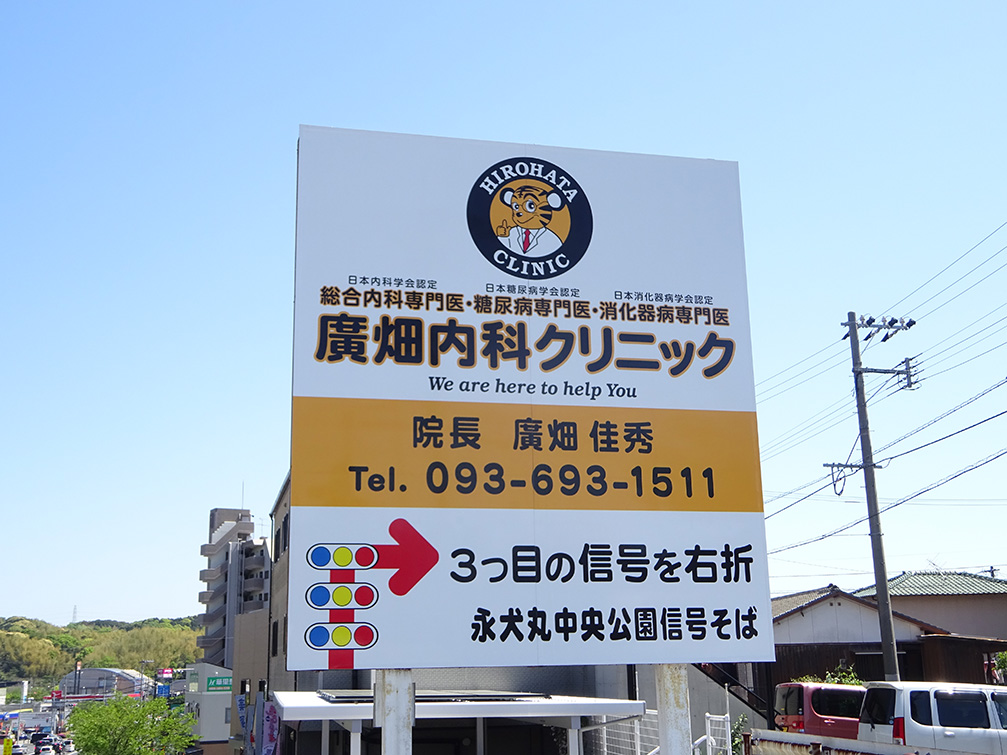 HIROHATA
CLINIC
日本内科学会認定 日本糖尿病学会認定 日本消化器病学会認定
総合内科専門医・糖尿病専門医・消化器病専門医
廣畑内科クリニック
We are here to help You
院長 廣畑 佳秀
Tel. 093-693-1511
3つ目の信号を右折
永犬丸中央公園信号そば